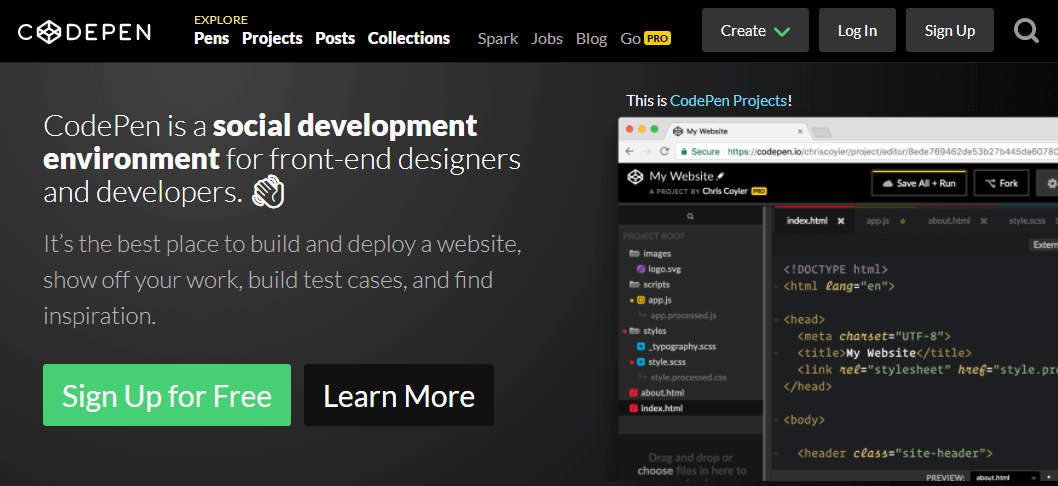 CODEPEN
EXPLORE
Pens Projects Posts Collections Spark Jobs Blog Go PRO
Create Log In Sign Up
CodePen is a social development
environment for front-end designers
and developers.
It's the best place to build and deploy a website,
show off your work, build test cases, and find
inspiration.
Sign Up for Free Learn More
This is CodePen Projects!
My Website
Secure https://codepen.io/chriscoyier/project/editor/8ede769462de53b27b445da60780
My Website
A PROJECT BY Chris Coyier PRO
Save All + Run Fork
PROJECT ROOT
images
logo.svg
scripts
app.js
app.processed.js
styles
_typography.scss
style.scss
style.processed.css
about.html
index.html
Drag and drop or
choose files in here to
index.html app.js about.html style.scss
Extern
<!DOCTYPE html>
<html lang="en">
<head>
<meta charset="UTF-8">
<title>My Website</title>
<link rel="stylesheet" href="style.pro
</head>
<body>
<header class="site-header">
PREVIEW: about.html